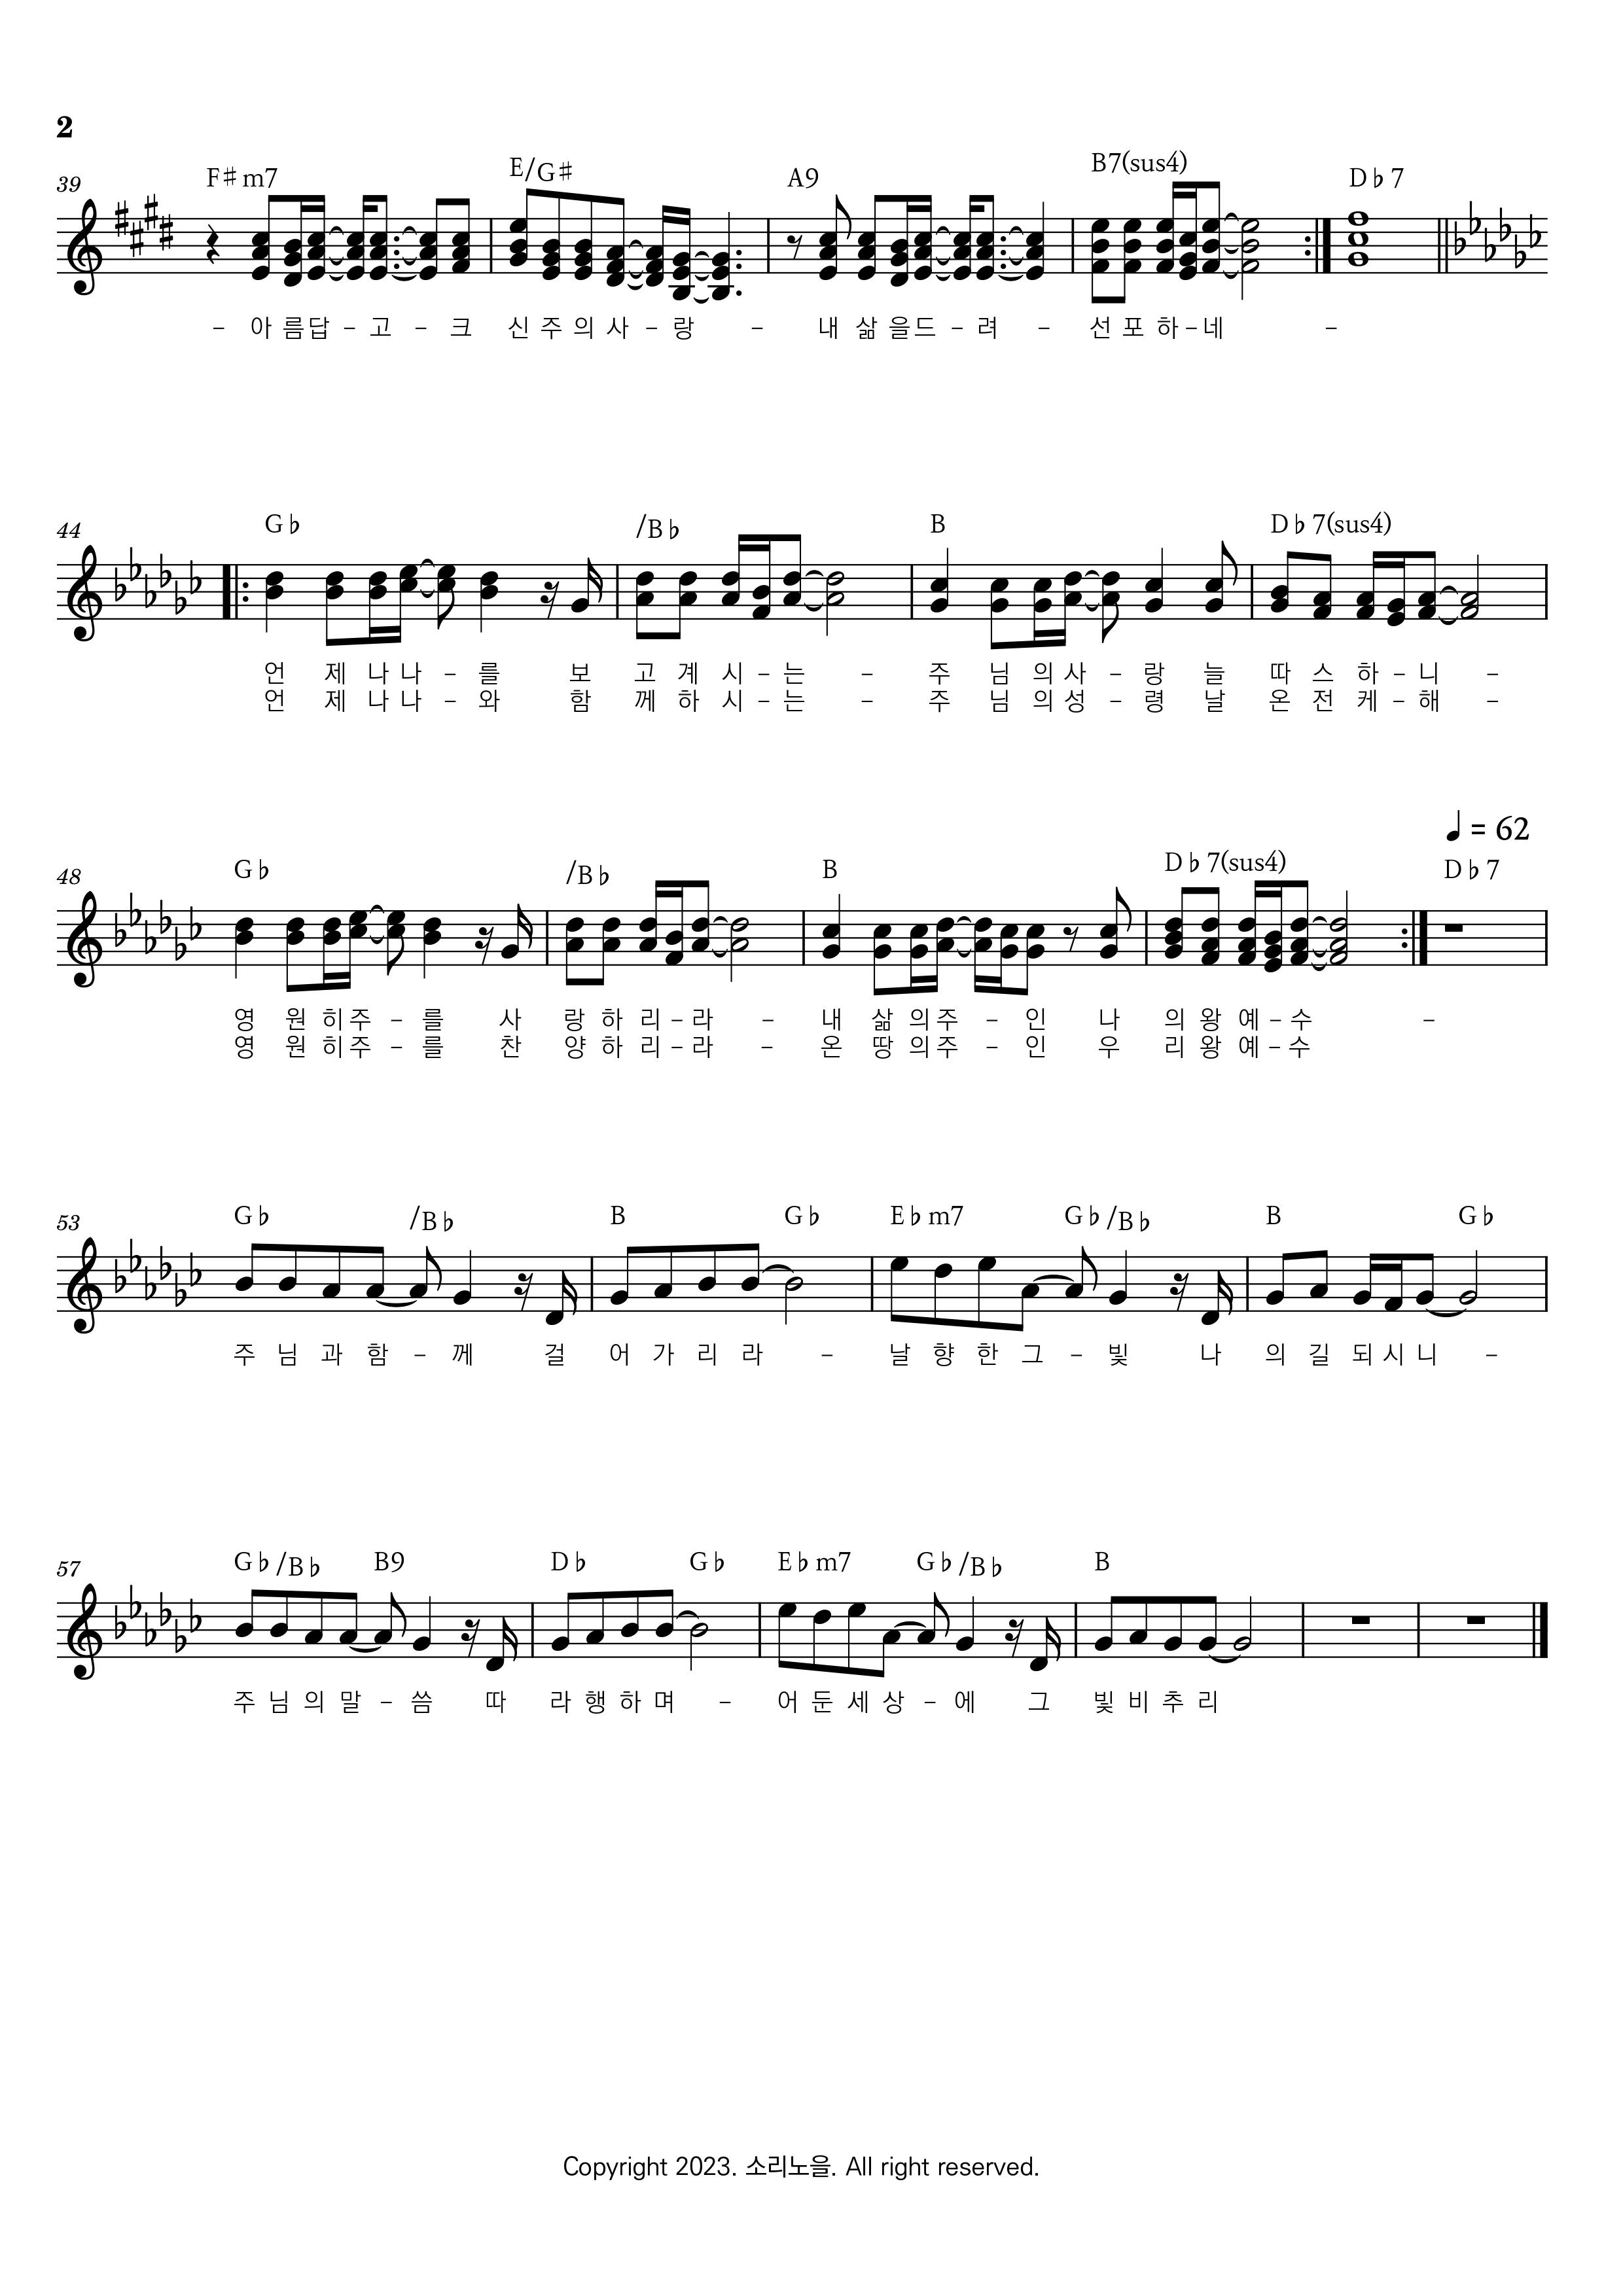 2
39 F♯m7 E/G♯ A9 B7(sus4) D♭7
– 아 름답 – 고 – 크 신 주 의 사 – 랑 – 내 삶 을드 – 려 – 선 포 하 – 네 –
44 G♭ /B♭ B D♭7(sus4)
언 제 나 나 – 를 보 고 계 시 – 는 – 주 님 의 사 – 랑 늘 따 스 하 – 니 –
언 제 나 나 – 와 함 께 하 시 – 는 – 주 님 의 성 – 령 날 온 전 케 – 해 –
♩ = 62
48 G♭ /B♭ B D♭7(sus4) D♭7
영 원 히 주 – 를 사 랑 하 리 – 라 – 내 삶 의 주 – 인 나 의 왕 예 – 수 –
영 원 히 주 – 를 찬 양 하 리 – 라 – 온 땅 의 주 – 인 우 리 왕 예 – 수
53 G♭ /B♭ B G♭ E♭m7 G♭/B♭ B G♭
주 님 과 함 – 께 걸 어 가 리 라 – 날 향 한 그 – 빛 나 의 길 되 시 니 –
57 G♭/B♭ B9 D♭ G♭ E♭m7 G♭/B♭ B
주 님 의 말 – 씀 따 라 행 하 며 – 어 둔 세 상 – 에 그 빛 비 추 리
Copyright 2023. 소리노을. All right reserved.